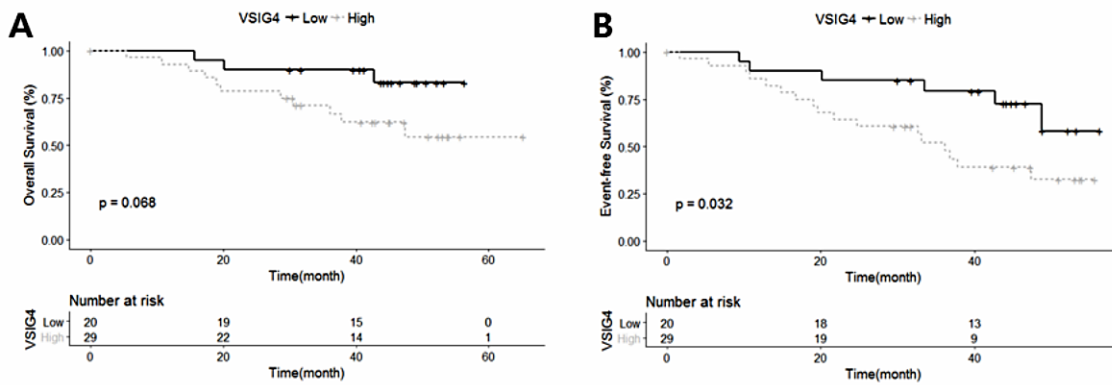 A
VSIG4 Low High
1.00
0.75
0.50
0.25
0.00
Overall Survival (%)
p = 0.068
0 20 40 60
Time(month)
Number at risk
VSIG4
Low 20 19 15 0
High 29 22 14 1
0 20 40 60
Time(month)
B
VSIG4 Low High
1.00
0.75
0.50
0.25
0.00
Event-free Survival (%)
p = 0.032
0 20 40
Time(month)
Number at risk
VSIG4
Low 20 18 13
High 29 19 9
0 20 40
Time(month)